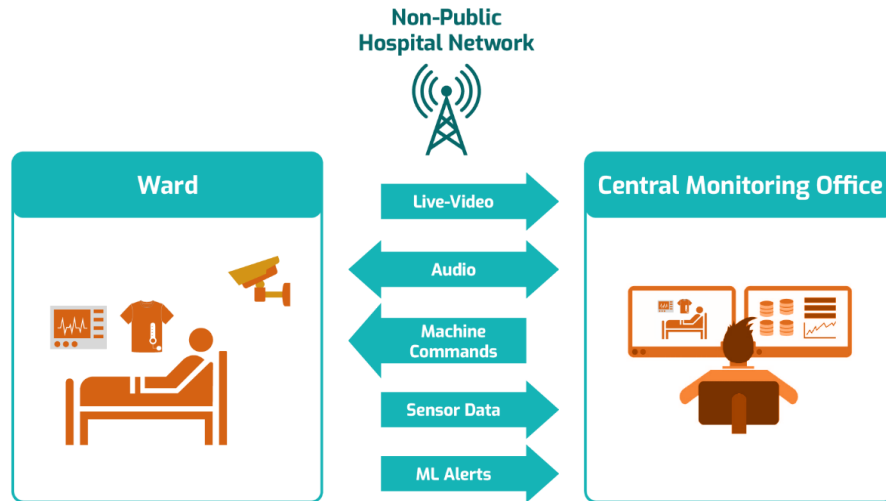 Non-Public
Hospital Network
Ward
Central Monitoring Office
Live-Video
Audio
Machine
Commands
Sensor Data
ML Alerts